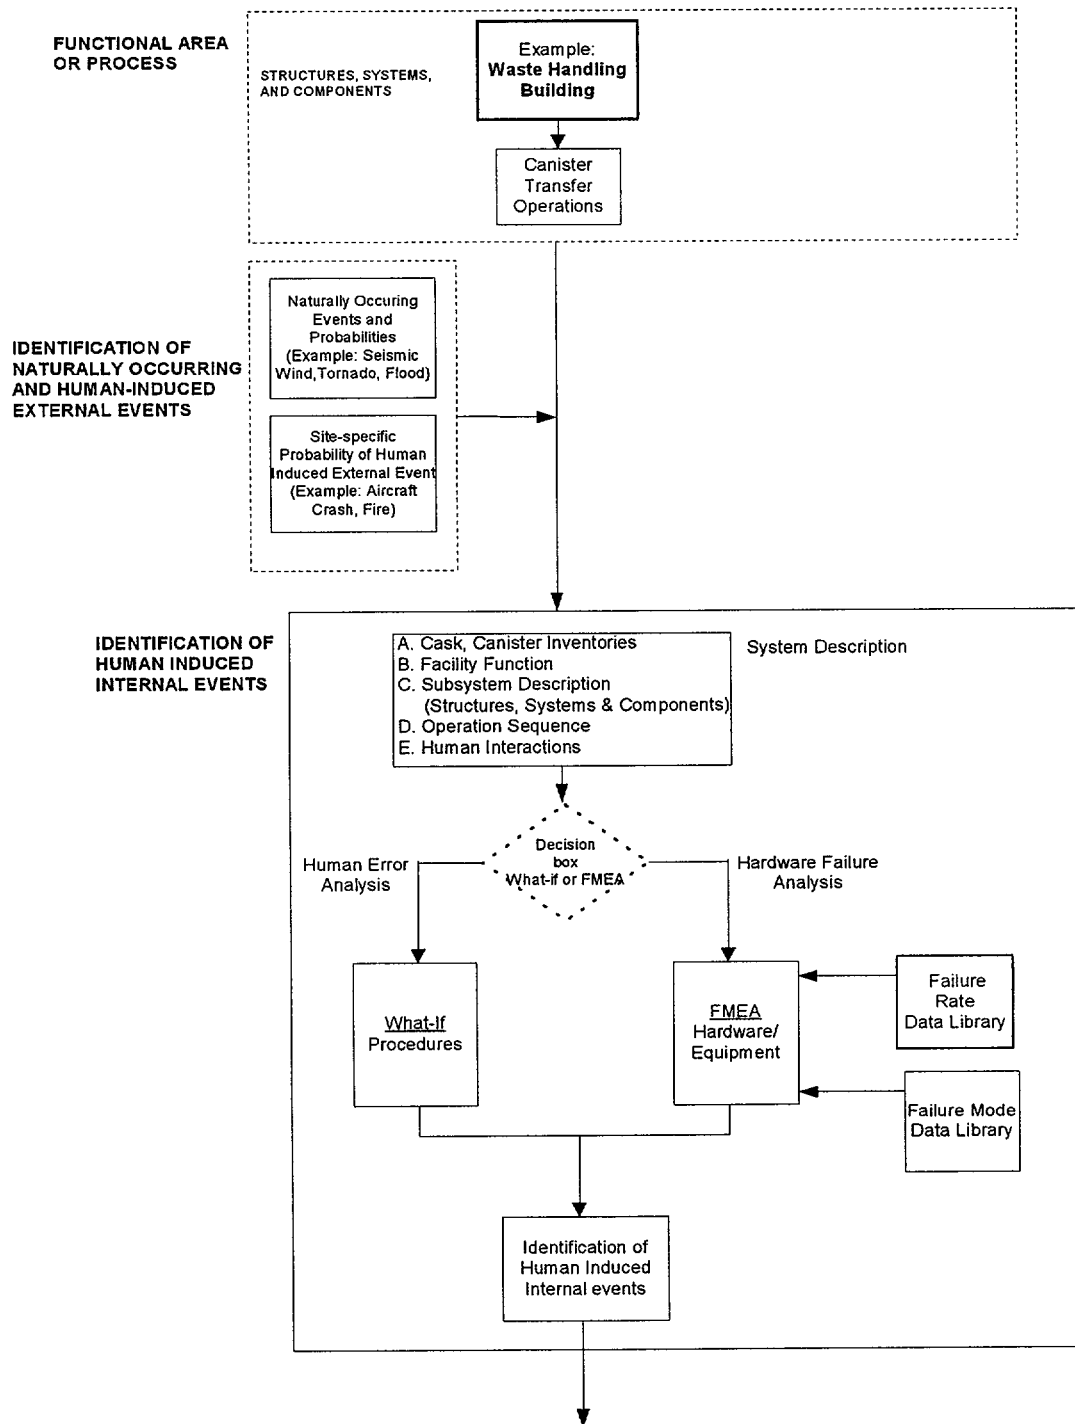 FUNCTIONAL AREA
OR PROCESS
STRUCTURES, SYSTEMS,
AND COMPONENTS
Example:
Waste Handling
Building
Canister
Transfer
Operations
IDENTIFICATION OF
NATURALLY OCCURRING
AND HUMAN-INDUCED
EXTERNAL EVENTS
Naturally Occuring
Events and
Probabilities
(Example: Seismic
Wind,Tornado, Flood)
Site-specific
Probability of Human
Induced External Event
(Example: Aircraft
Crash, Fire)
IDENTIFICATION OF
HUMAN INDUCED
INTERNAL EVENTS
A. Cask, Canister Inventories
B. Facility Function
C. Subsystem Description
(Structures, Systems & Components)
D. Operation Sequence
E. Human Interactions
System Description
Decision
box
What-if or FMEA
Human Error
Analysis
Hardware Failure
Analysis
What-If
Procedures
FMEA
Hardware/
Equipment
Failure
Rate
Data Library
Failure Mode
Data Library
Identification of
Human Induced
Internal events